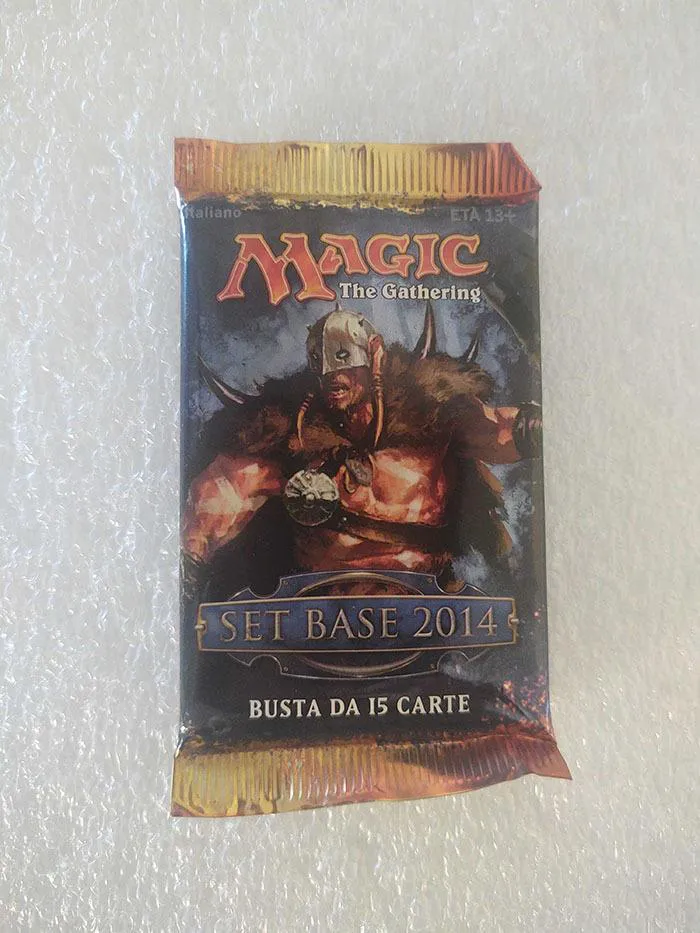 Italiano
ETÀ 13+
MAGIC
The Gathering
SET BASE 2014
BUSTA DA 15 CARTE